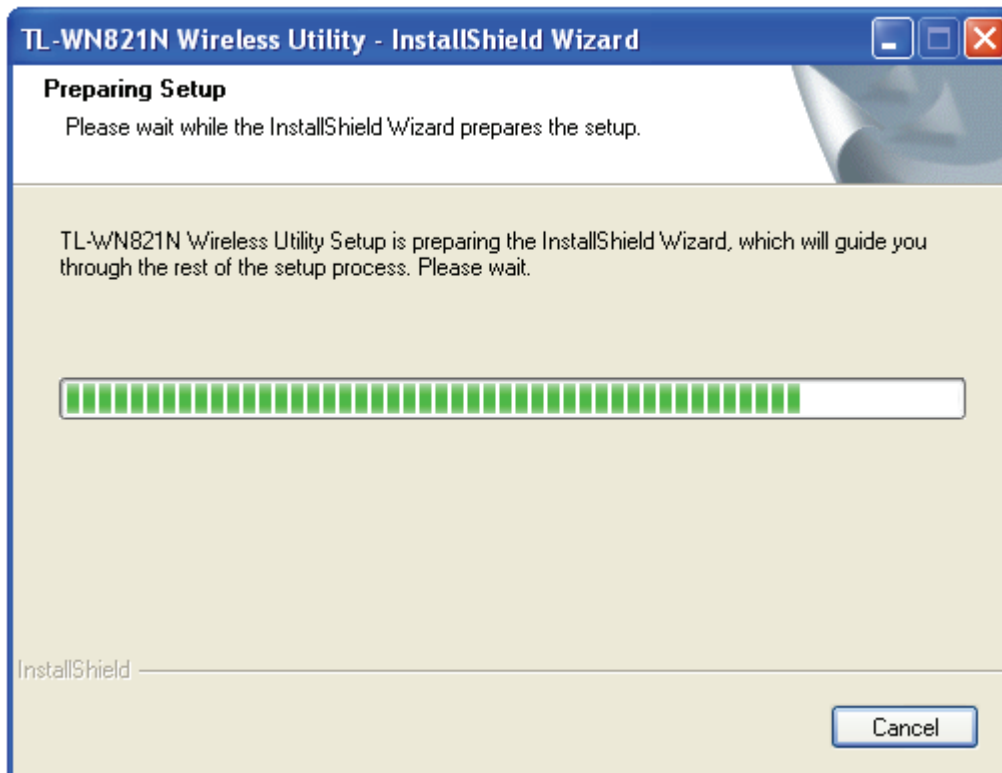 TL-WN821N Wireless Utility - InstallShield Wizard
Preparing Setup
Please wait while the InstallShield Wizard prepares the setup.
TL-WN821N Wireless Utility Setup is preparing the InstallShield Wizard, which will guide you
through the rest of the setup process. Please wait.
InstallShield
Cancel